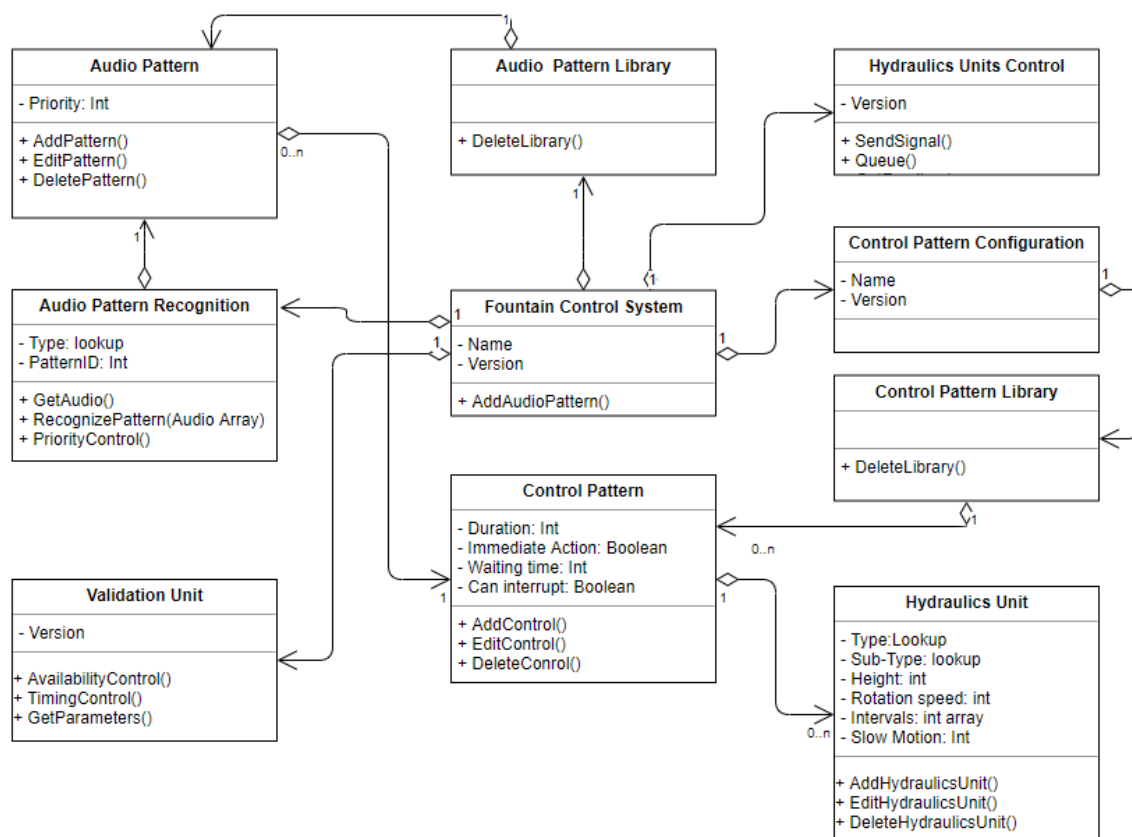 1
Audio Pattern
- Priority: Int
+ AddPattern()
+ EditPattern()
+ DeletePattern()
0..n
Audio  Pattern Library
+ DeleteLibrary()
1
Hydraulics Units Control
- Version
+ SendSignal()
+ Queue()
1
Audio Pattern Recognition
- Type: lookup
- PatternID: Int
+ GetAudio()
+ RecognizePattern(Audio Array)
+ PriorityControl()
1
1
1
Fountain Control System
- Name
- Version
+ AddAudioPattern()
1
Control Pattern Configuration
- Name
- Version
1
Control Pattern Library
+ DeleteLibrary()
1
0..n
Control Pattern
- Duration: Int
- Immediate Action: Boolean
- Waiting time: Int
- Can interrupt: Boolean
+ AddControl()
+ EditControl()
+ DeleteConrol()
1
1
Validation Unit
- Version
+ AvailabilityControl()
+ TimingControl()
+ GetParameters()
Hydraulics Unit
- Type:Lookup
- Sub-Type: lookup
- Height: int
- Rotation speed: int
- Intervals: int array
- Slow Motion: Int
+ AddHydraulicsUnit()
+ EditHydraulicsUnit()
+ DeleteHydraulicsUnit()
0..n